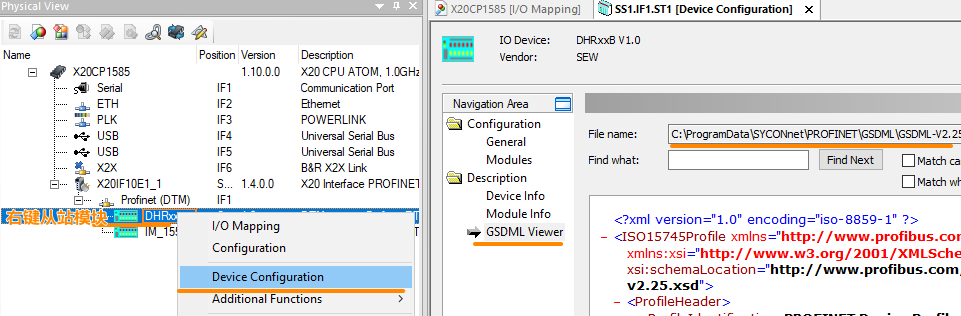 Physical View
Name Position Version Description
X20CP1585 1.10.0.0 X20 CPU ATOM, 1.0GHz
Serial IF1 Communication Port
ETH IF2 Ethernet
PLK IF3 POWERLINK
USB IF4 Universal Serial Bus
USB IF5 Universal Serial Bus
X2X IF6 B&R X2X Link
X20IF10E1_1 S... 1.4.0.0 X20 Interface PROFINET
Profinet (DTM) IF1
右键从站模块 DHRxx
IM_155
I/O Mapping
Configuration
Device Configuration
Additional Functions
X20CP1585 [I/O Mapping] SS1.IF1.ST1 [Device Configuration]
IO Device: DHRxxB V1.0
Vendor: SEW
Navigation Area
Configuration
General
Modules
Description
Device Info
Module Info
GSDML Viewer
File name: C:\ProgramData\SYCONnet\PROFINET\GSDML\GSDML-V2.25
Find what: Find Next Match ca
Match wh
<?xml version="1.0" encoding="iso-8859-1" ?>
- <ISO15745Profile xmlns="http://www.profibus.com
xmlns:xsi="http://www.w3.org/2001/XMLSche
xsi:schemaLocation="http://www.profibus.com,
v2.25.xsd">
- <ProfileHeader>